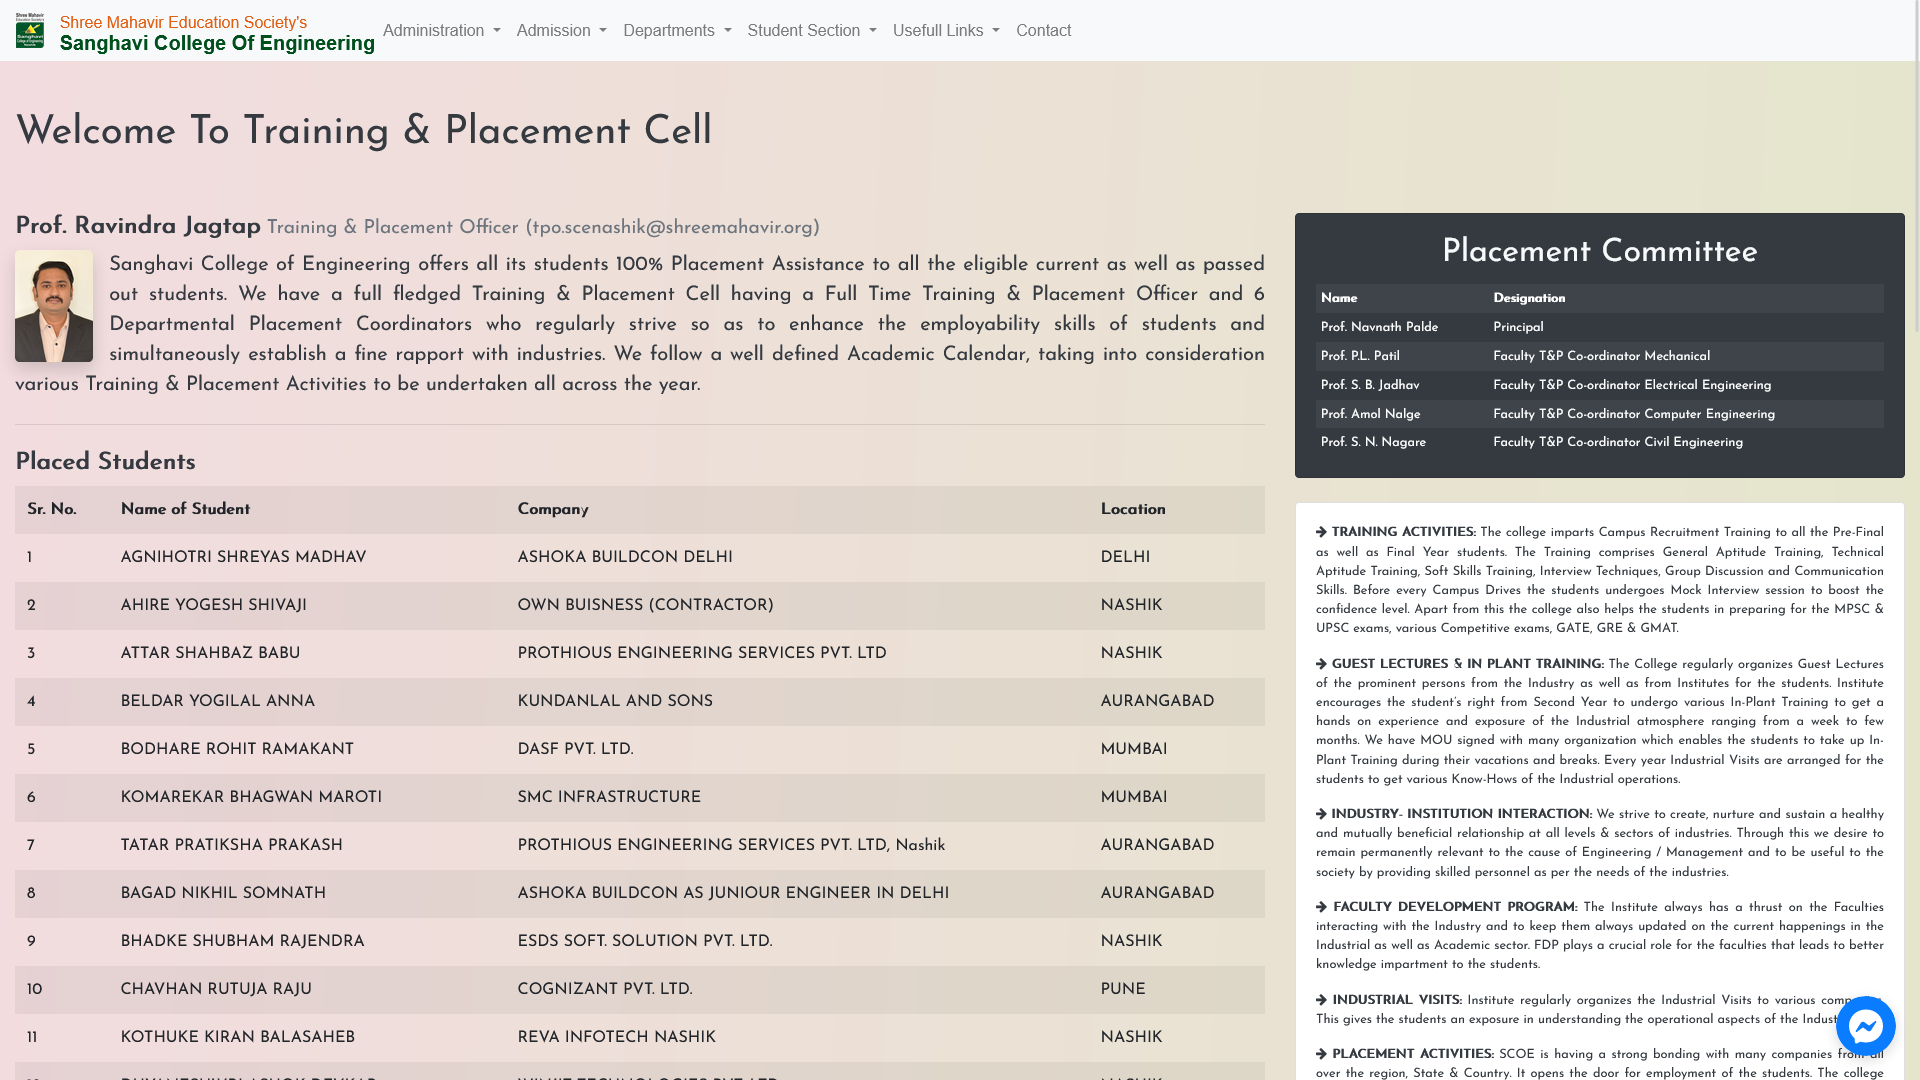 Shree Mahavir Education Society's
Sanghavi College Of Engineering
Administration Admission Departments Student Section Usefull Links Contact
Welcome To Training & Placement Cell
Prof. Ravindra Jagtap Training & Placement Officer (tpo.scenashik@shreemahavir.org)
Sanghavi College of Engineering offers all its students 100% Placement Assistance to all the eligible current as well as passed
out students. We have a full fledged Training & Placement Cell having a Full Time Training & Placement Officer and 6
Departmental Placement Coordinators who regularly strive so as to enhance the employability skills of students and
simultaneously establish a fine rapport with industries. We follow a well defined Academic Calendar, taking into consideration
various Training & Placement Activities to be undertaken all across the year.
Placed Students
Sr. No. Name of Student Company Location
1 AGNIHOTRI SHREYAS MADHAV ASHOKA BUILDCON DELHI DELHI
2 AHIRE YOGESH SHIVAJI OWN BUISNESS (CONTRACTOR) NASHIK
3 ATTAR SHAHBAZ BABU PROTHIOUS ENGINEERING SERVICES PVT. LTD NASHIK
4 BELDAR YOGILAL ANNA KUNDANLAL AND SONS AURANGABAD
5 BODHARE ROHIT RAMAKANT DASF PVT. LTD. MUMBAI
6 KOMAREKAR BHAGWAN MAROTI SMC INFRASTRUCTURE MUMBAI
7 TATAR PRATIKSHA PRAKASH PROTHIOUS ENGINEERING SERVICES PVT. LTD, Nashik AURANGABAD
8 BAGAD NIKHIL SOMNATH ASHOKA BUILDCON AS JUNIOUR ENGINEER IN DELHI AURANGABAD
9 BHADKE SHUBHAM RAJENDRA ESDS SOFT. SOLUTION PVT. LTD. NASHIK
10 CHAVHAN RUTUJA RAJU COGNIZANT PVT. LTD. PUNE
11 KOTHUKE KIRAN BALASAHEB REVA INFOTECH NASHIK NASHIK
Placement Committee
Name Designation
Prof. Navnath Palde Principal
Prof. P.L. Patil Faculty T&P Co-ordinator Mechanical
Prof. S. B. Jadhav Faculty T&P Co-ordinator Electrical Engineering
Prof. Amol Nalge Faculty T&P Co-ordinator Computer Engineering
Prof. S. N. Nagare Faculty T&P Co-ordinator Civil Engineering
TRAINING ACTIVITIES: The college imparts Campus Recruitment Training to all the Pre-Final
as well as Final Year students. The Training comprises General Aptitude Training, Technical
Aptitude Training, Soft Skills Training, Interview Techniques, Group Discussion and Communication
Skills. Before every Campus Drives the students undergoes Mock Interview session to boost the
confidence level. Apart from this the college also helps the students in preparing for the MPSC &
UPSC exams, various Competitive exams, GATE, GRE & GMAT.
GUEST LECTURES & IN PLANT TRAINING: The College regularly organizes Guest Lectures
of the prominent persons from the Industry as well as from Institutes for the students. Institute
encourages the student's right from Second Year to undergo various In-Plant Training to get a
hands on experience and exposure of the Industrial atmosphere ranging from a week to few
months. We have MOU signed with many organization which enables the students to take up In-
Plant Training during their vacations and breaks. Every year Industrial Visits are arranged for the
students to get various Know-Hows of the Industrial operations.
INDUSTRY- INSTITUTION INTERACTION: We strive to create, nurture and sustain a healthy
and mutually beneficial relationship at all levels & sectors of industries. Through this we desire to
remain permanently relevant to the cause of Engineering / Management and to be useful to the
society by providing skilled personnel as per the needs of the industries.
FACULTY DEVELOPMENT PROGRAM: The Institute always has a thrust on the Faculties
interacting with the Industry and to keep them always updated on the current happenings in the
Industrial as well as Academic sector. FDP plays a crucial role for the faculties that leads to better
knowledge impartment to the students.
INDUSTRIAL VISITS: Institute regularly organizes the Industrial Visits to various
This gives the students an exposure in understanding the operational aspects of the
PLACEMENT ACTIVITIES: SCOE is having a strong bonding with many companies from all
over the region, State & Country. It opens the door for employment of the students. The college